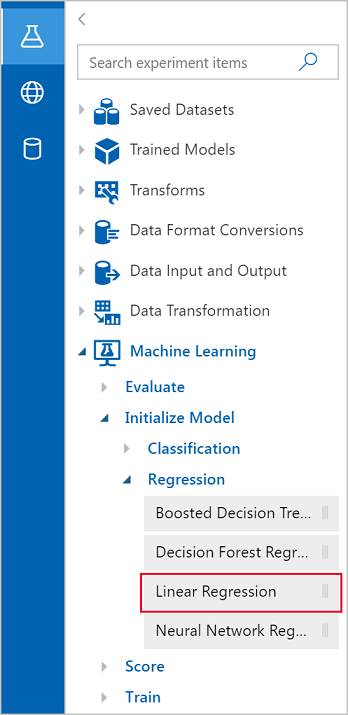 Search experiment items
Saved Datasets
Trained Models
Transforms
Data Format Conversions
Data Input and Output
Data Transformation
Machine Learning
Evaluate
Initialize Model
Classification
Regression
Boosted Decision Tre...
Decision Forest Regr...
Linear Regression
Neural Network Reg...
Score
Train